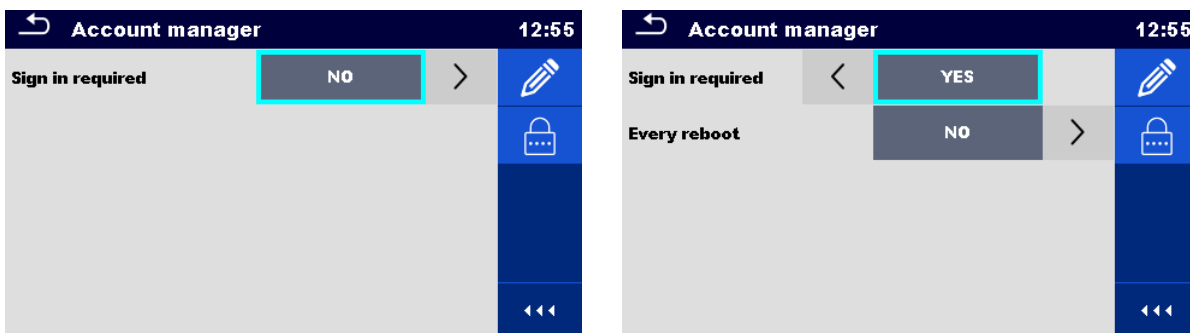 Account manager 12:55
Sign in required NO
Account manager 12:55
Sign in required YES
Every reboot NO